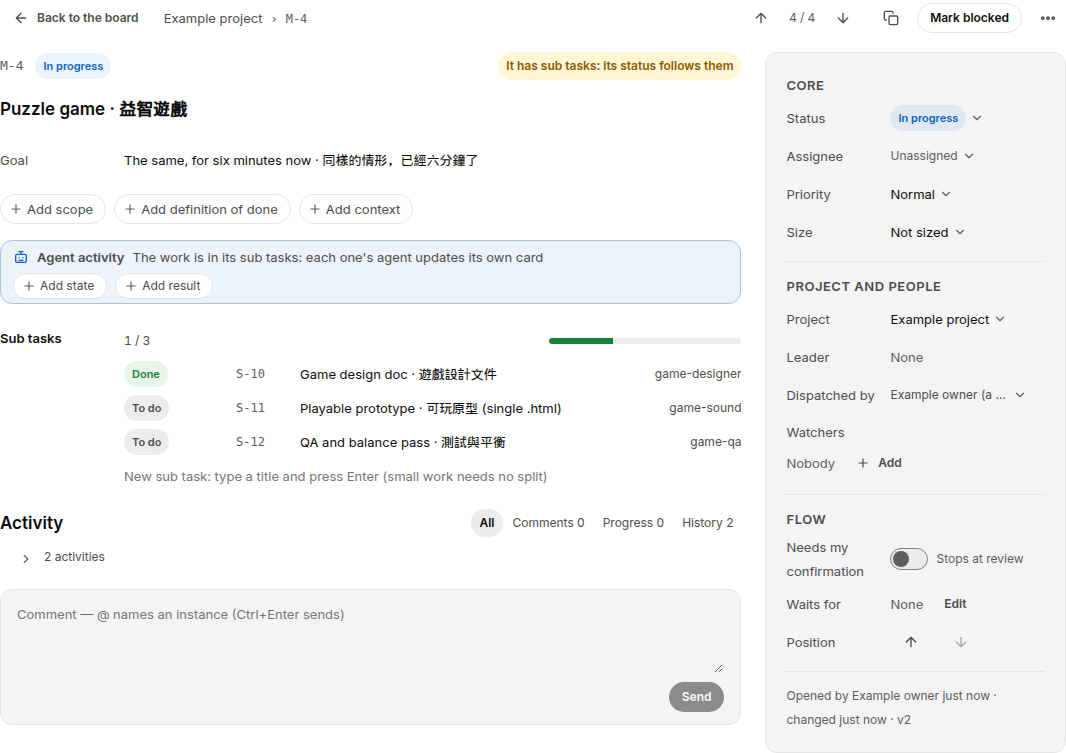 Back to the board
Example project › M-4
4 / 4
Mark blocked
M-4
In progress
It has sub tasks: its status follows them
Puzzle game · 益智遊戲
Goal
The same, for six minutes now · 同樣的情形，已經六分鐘了
Add scope
Add definition of done
Add context
Agent activity The work is in its sub tasks: each one's agent updates its own card
Add state
Add result
Sub tasks
1 / 3
Done S-10 Game design doc · 遊戲設計文件 game-designer
To do S-11 Playable prototype · 可玩原型 (single .html) game-sound
To do S-12 QA and balance pass · 測試與平衡 game-qa
New sub task: type a title and press Enter (small work needs no split)
Activity
All
Comments 0
Progress 0
History 2
2 activities
Comment — @ names an instance (Ctrl+Enter sends)
Send
CORE
Status In progress
Assignee Unassigned
Priority Normal
Size Not sized
PROJECT AND PEOPLE
Project Example project
Leader None
Dispatched by Example owner (a ...
Watchers
Nobody Add
FLOW
Needs my
confirmation
Stops at review
Waits for None Edit
Position
Opened by Example owner just now ·
changed just now · v2